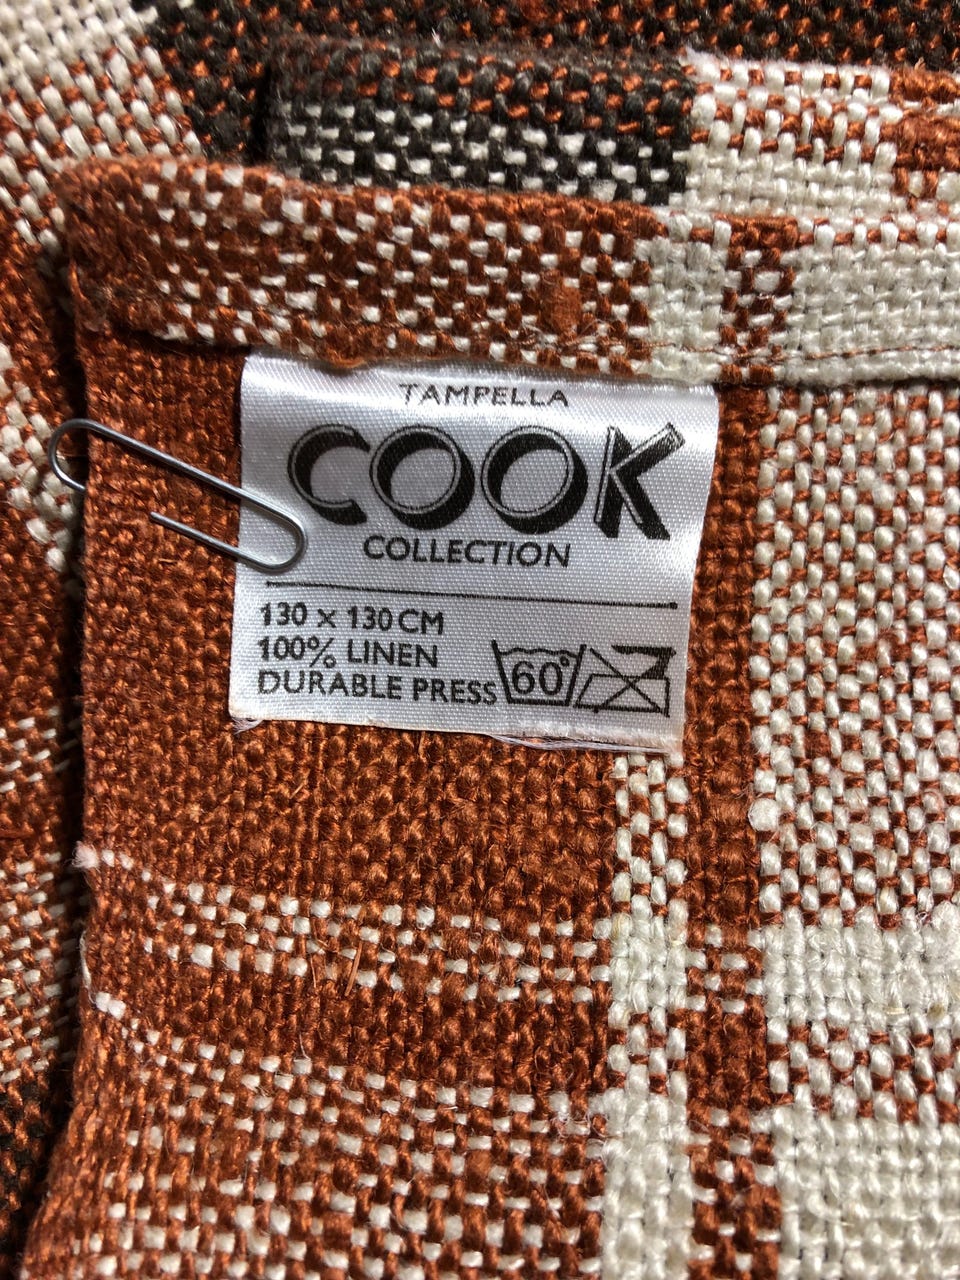 TAMPELLA
COOK
COLLECTION
130 x 130 CM
100% LINEN
DURABLE PRESS 60°